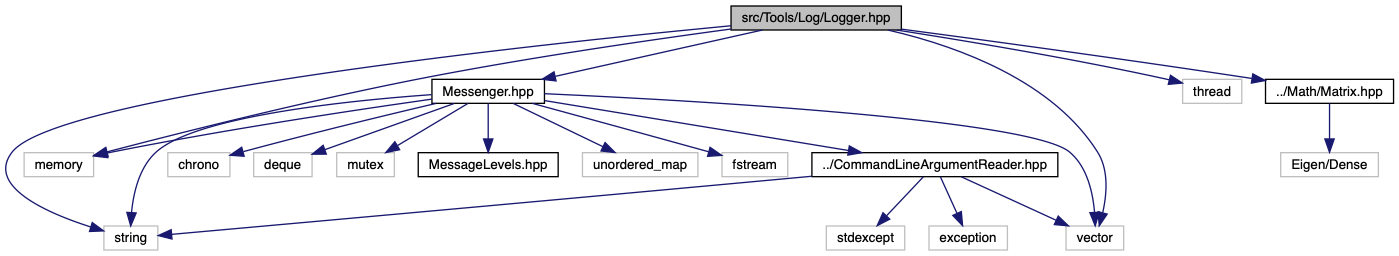 src/Tools/Log/Logger.hpp
Messenger.hpp
thread
../Math/Matrix.hpp
memory
chrono
deque
mutex
MessageLevels.hpp
unordered_map
fstream
../CommandLineArgumentReader.hpp
Eigen/Dense
string
stdexcept
exception
vector